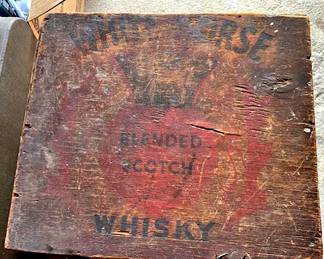 WHITE HORSE
BLENDED
SCOTCH
WHISKY